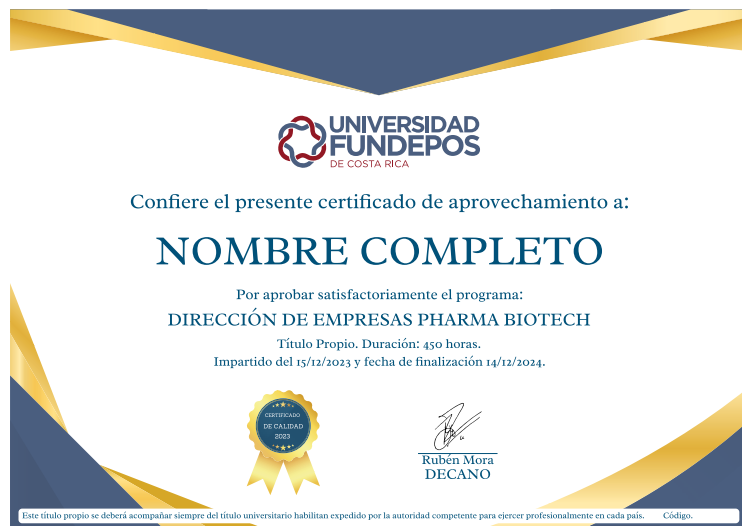 UNIVERSIDAD
FUNDEPOS
DE COSTA RICA
Confiere el presente certificado de aprovechamiento a:
NOMBRE COMPLETO
Por aprobar satisfactoriamente el programa:
DIRECCIÓN DE EMPRESAS PHARMA BIOTECH
Título Propio. Duración: 450 horas.
Impartido del 15/12/2023 y fecha de finalización 14/12/2024.
CERTIFICADO
DE CALIDAD
2023
Rubén Mora
DECANO
Este título propio se deberá acompañar siempre del título universitario habilitan expedido por la autoridad competente para ejercer profesionalmente en cada país. Código.